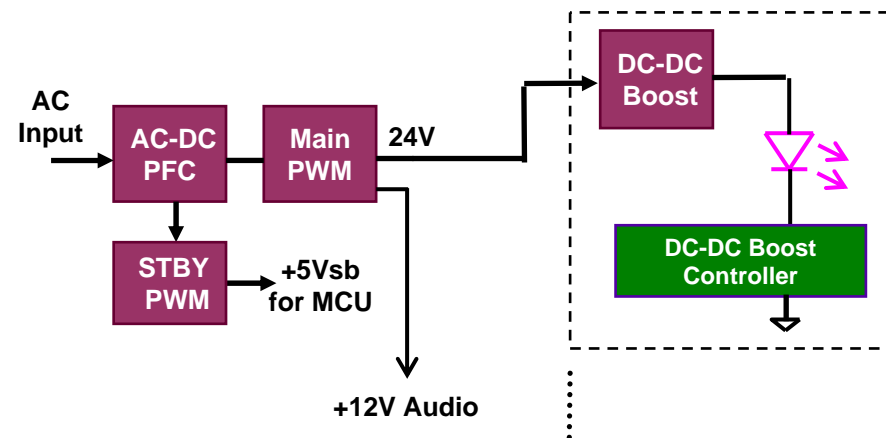 AC
Input
AC-DC
PFC
Main
PWM
24V
DC-DC
Boost
STBY
PWM
+5Vsb
for MCU
DC-DC Boost
Controller
+12V Audio